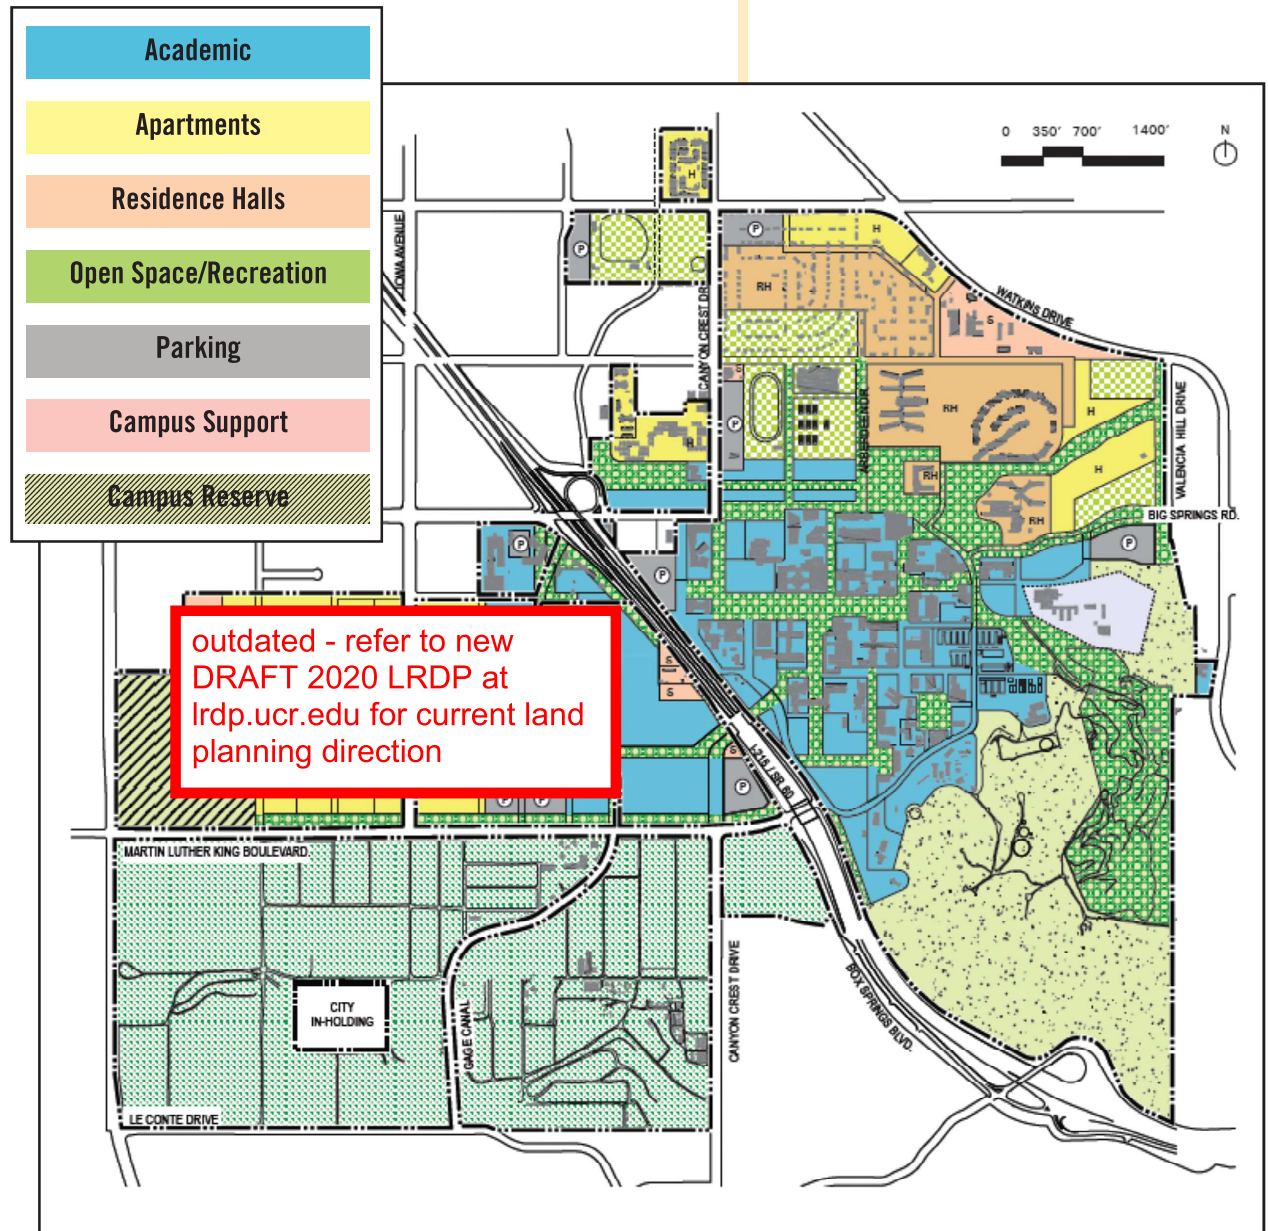 Academic
Apartments
Residence Halls
Open Space/Recreation
Parking
Campus Support
Campus Reserve
0 350' 700' 1400'
N
H
IOWA AVENUE
P
P
H
CANYON CREST DR
RH
WATKINS DRIVE
S
S
P
RH
H
VALENCIA HILL DRIVE
H
H
RH
RH
BIG SPRINGS RD.
P
P
P
outdated - refer to new
DRAFT 2020 LRDP at
lrdp.ucr.edu for current land
planning direction
S
S
S
I-215 / SR 60
P
P
P
MARTIN LUTHER KING BOULEVARD
CITY
IN-HOLDING
GAGE CANAL
CANYON CREST DRIVE
BOX SPRINGS BLVD.
LE CONTE DRIVE